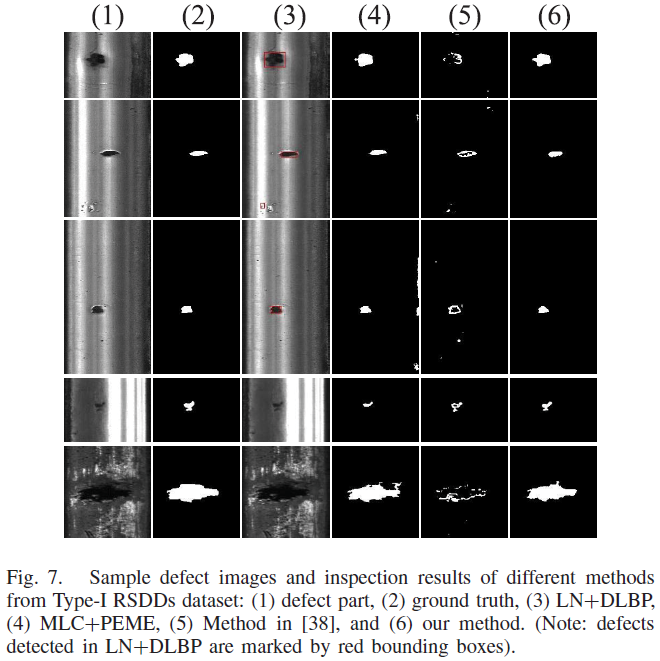 (1) (2) (3) (4) (5) (6)
Fig. 7. Sample defect images and inspection results of different methods
from Type-I RSDDs dataset: (1) defect part, (2) ground truth, (3) LN+DLBP,
(4) MLC+PEME, (5) Method in [38], and (6) our method. (Note: defects
detected in LN+DLBP are marked by red bounding boxes).